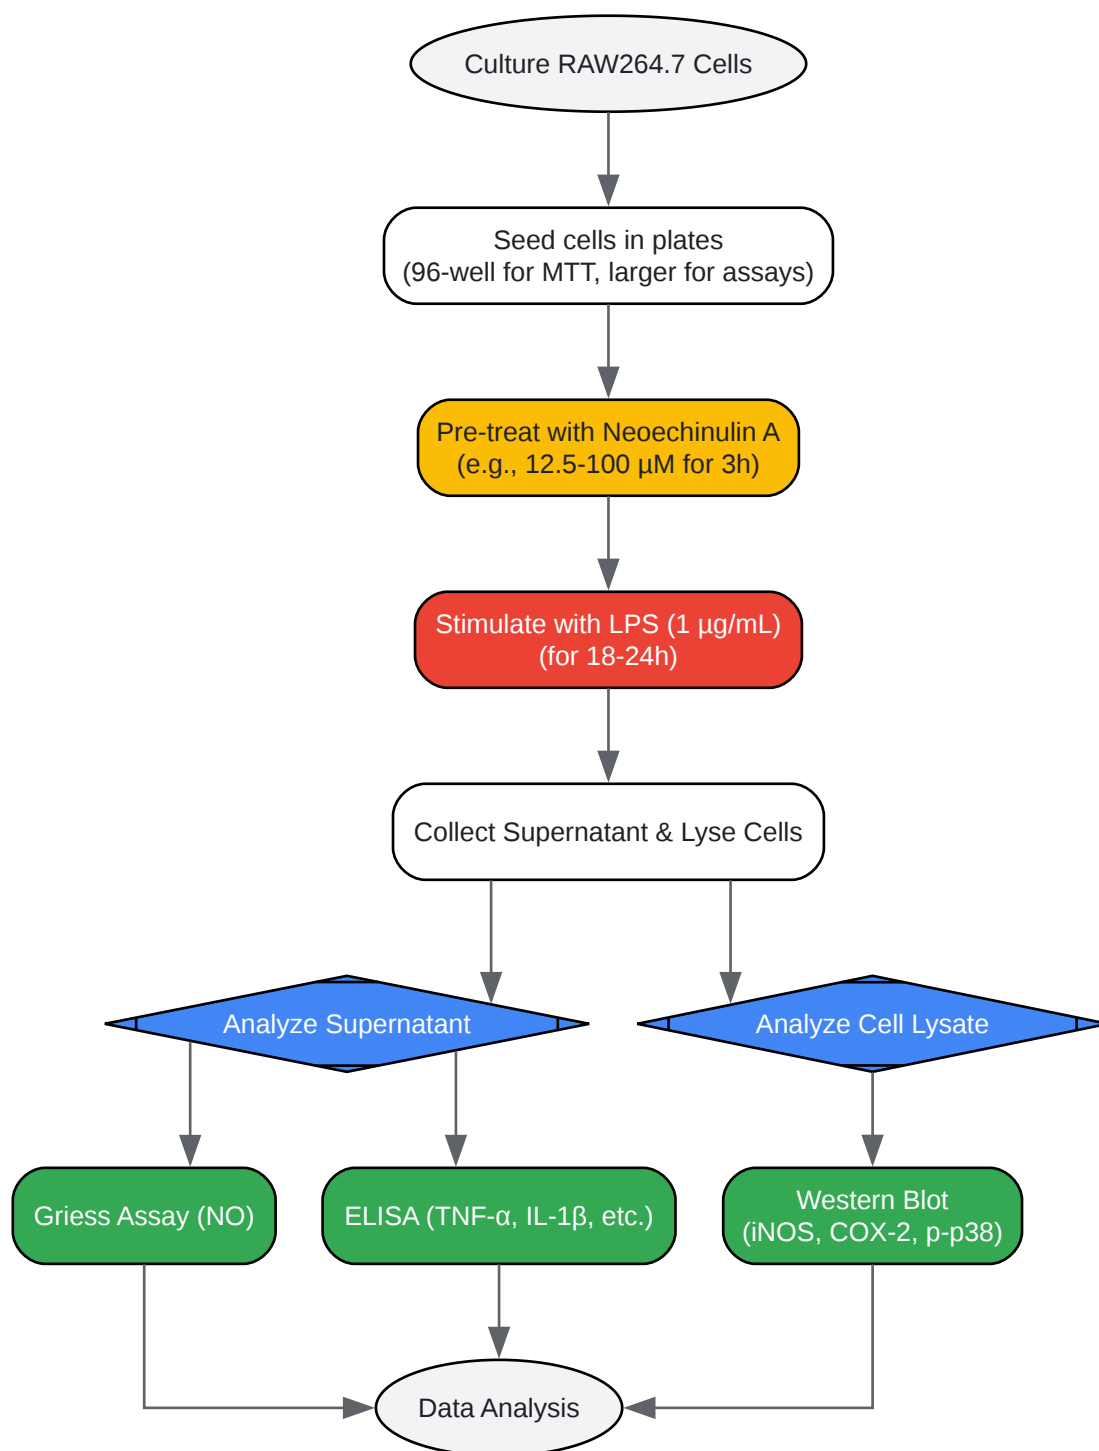 Culture RAW264.7 Cells
Seed cells in plates
(96-well for MTT, larger for assays)
Pre-treat with Neoechinulin A
(e.g., 12.5-100 µM for 3h)
Stimulate with LPS (1 µg/mL)
(for 18-24h)
Collect Supernatant & Lyse Cells
Analyze Supernatant
Analyze Cell Lysate
Griess Assay (NO)
ELISA (TNF-α, IL-1β, etc.)
Western Blot
(iNOS, COX-2, p-p38)
Data Analysis